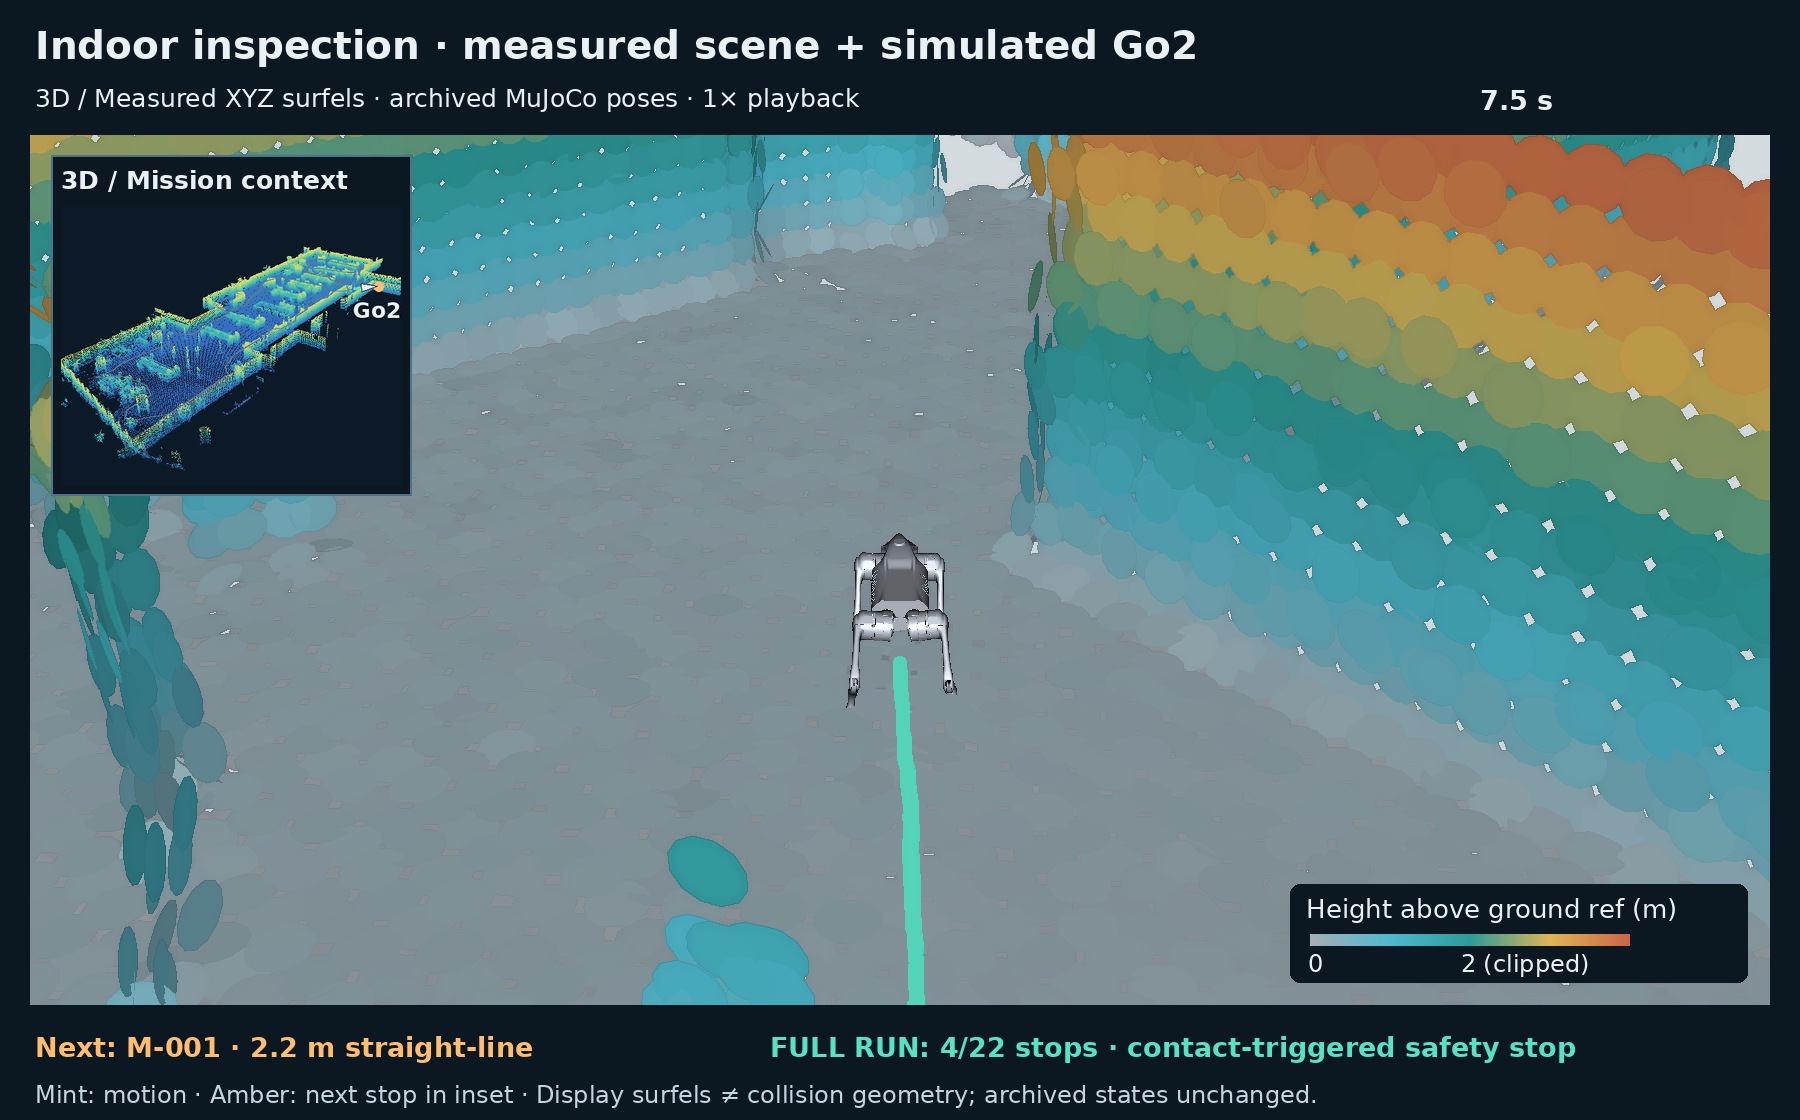 Indoor inspection · measured scene + simulated Go2
3D / Measured XYZ surfels · archived MuJoCo poses · 1× playback
7.5 s
3D / Mission context
Go2
Height above ground ref (m)
0 2 (clipped)
Next: M-001 · 2.2 m straight-line
FULL RUN: 4/22 stops · contact-triggered safety stop
Mint: motion · Amber: next stop in inset · Display surfels ≠ collision geometry; archived states unchanged.